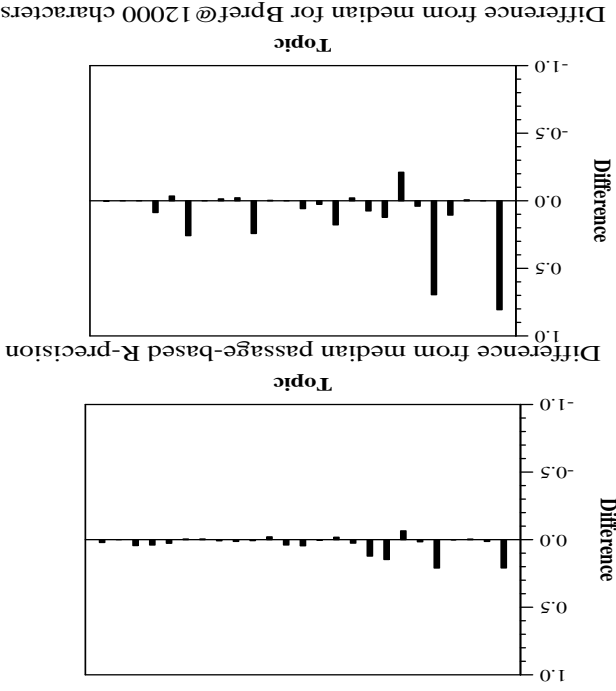 1.0
0.5
0.0
-0.5
-1.0
Difference
Topic
Difference from median passage-based R-precision
1.0
0.5
0.0
-0.5
-1.0
Difference
Topic
Difference from median for Bpref@12000 characters